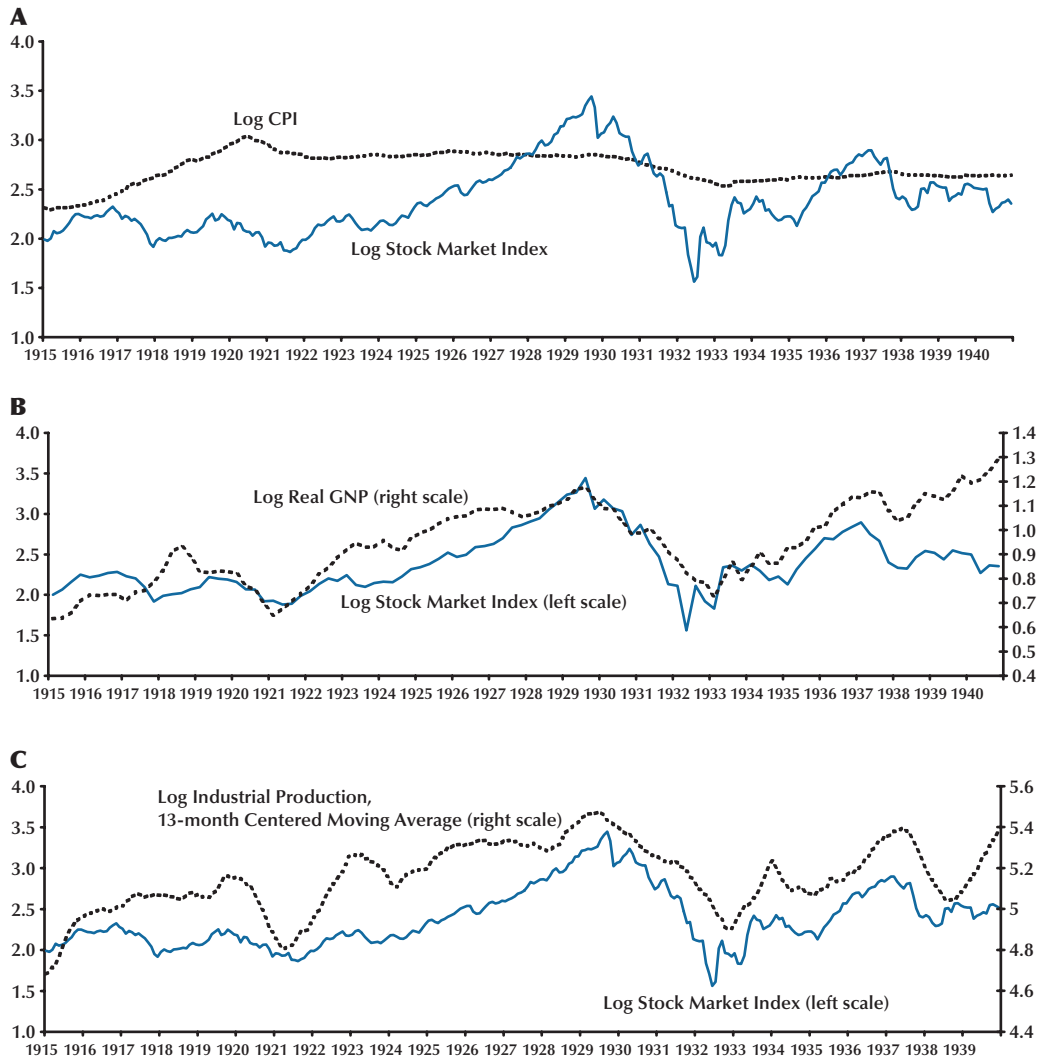 A
4.0
3.5
Log CPI
3.0
2.5
2.0
Log Stock Market Index
1.5
1.0
1915 1916 1917 1918 1919 1920 1921 1922 1923 1924 1925 1926 1927 1928 1929 1930 1931 1932 1933 1934 1935 1936 1937 1938 1939 1940
B
4.0 1.4
1.3
3.5 1.2
Log Real GNP (right scale)
1.1
3.0
1.0
2.5 0.9
0.8
2.0
Log Stock Market Index (left scale)
0.7
1.5 0.6
0.5
1.0 0.4
1915 1916 1917 1918 1919 1920 1921 1922 1923 1924 1925 1926 1927 1928 1929 1930 1931 1932 1933 1934 1935 1936 1937 1938 1939 1940
C
4.0 5.6
Log Industrial Production,
13-month Centered Moving Average (right scale)
3.5 5.4
3.0 5.2
2.5 5
2.0 4.8
1.5 4.6
Log Stock Market Index (left scale)
1.0 4.4
1915 1916 1917 1918 1919 1920 1921 1922 1923 1924 1925 1926 1927 1928 1929 1930 1931 1932 1933 1934 1935 1936 1937 1938 1939